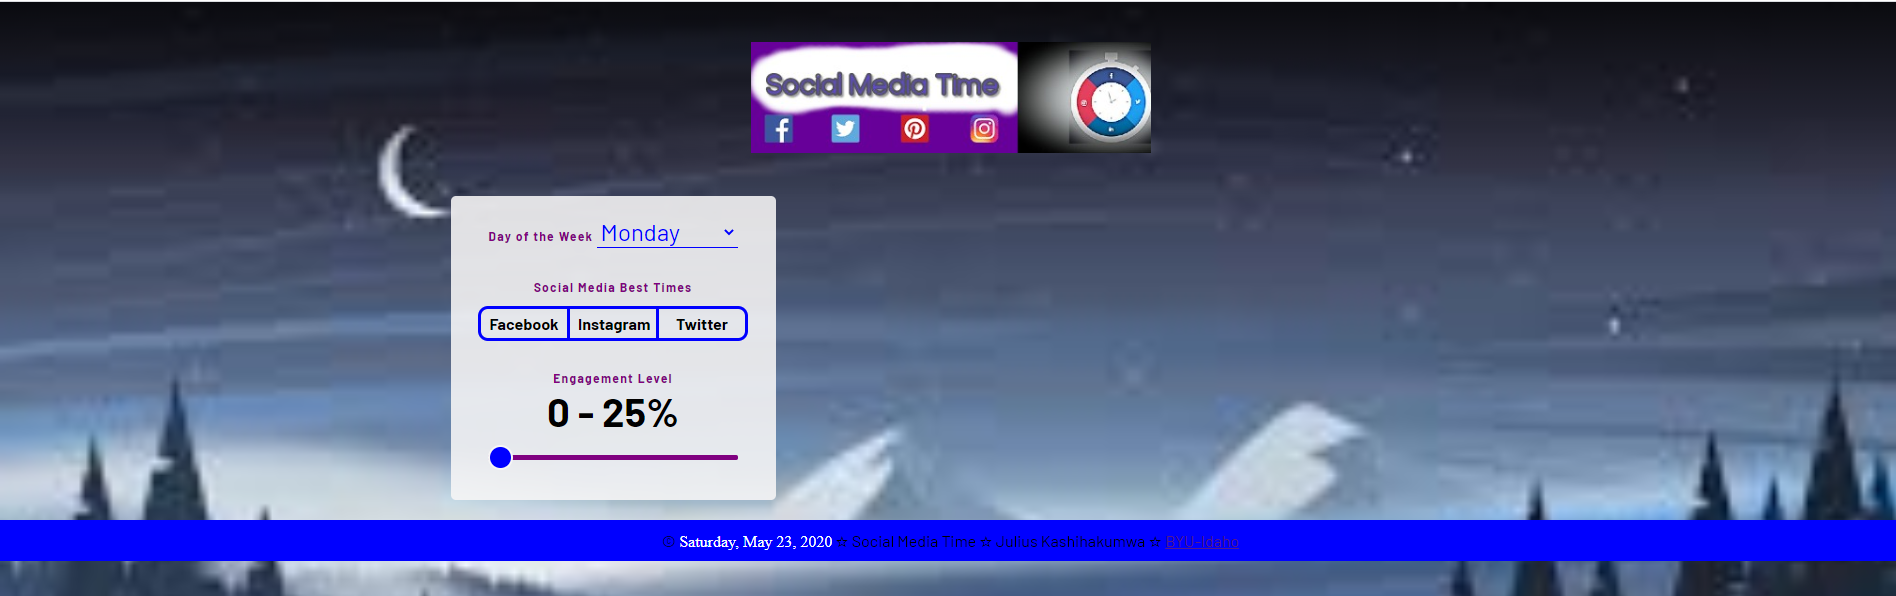 Social Media Time
Day of the Week Monday
Social Media Best Times
Facebook Instagram Twitter
Engagement Level
0 - 25%
© Saturday, May 23, 2020 ☆ Social Media Time ☆ Julius Kashihakumwa ☆ BYU-Idaho